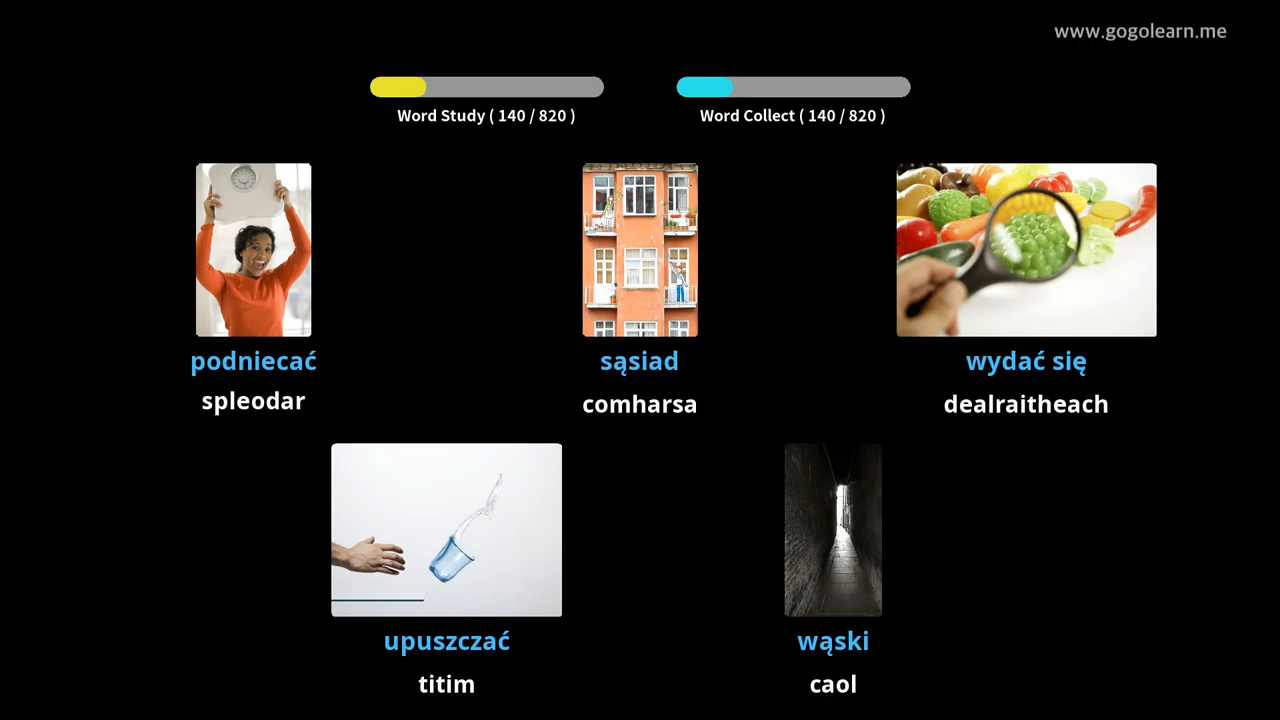 www.gogolearn.me
Word Study ( 140 / 820 )
Word Collect ( 140 / 820 )
podniecać
spleodar
sąsiad
comharsa
wydać się
dealraitheach
upuszczać
titim
wąski
caol